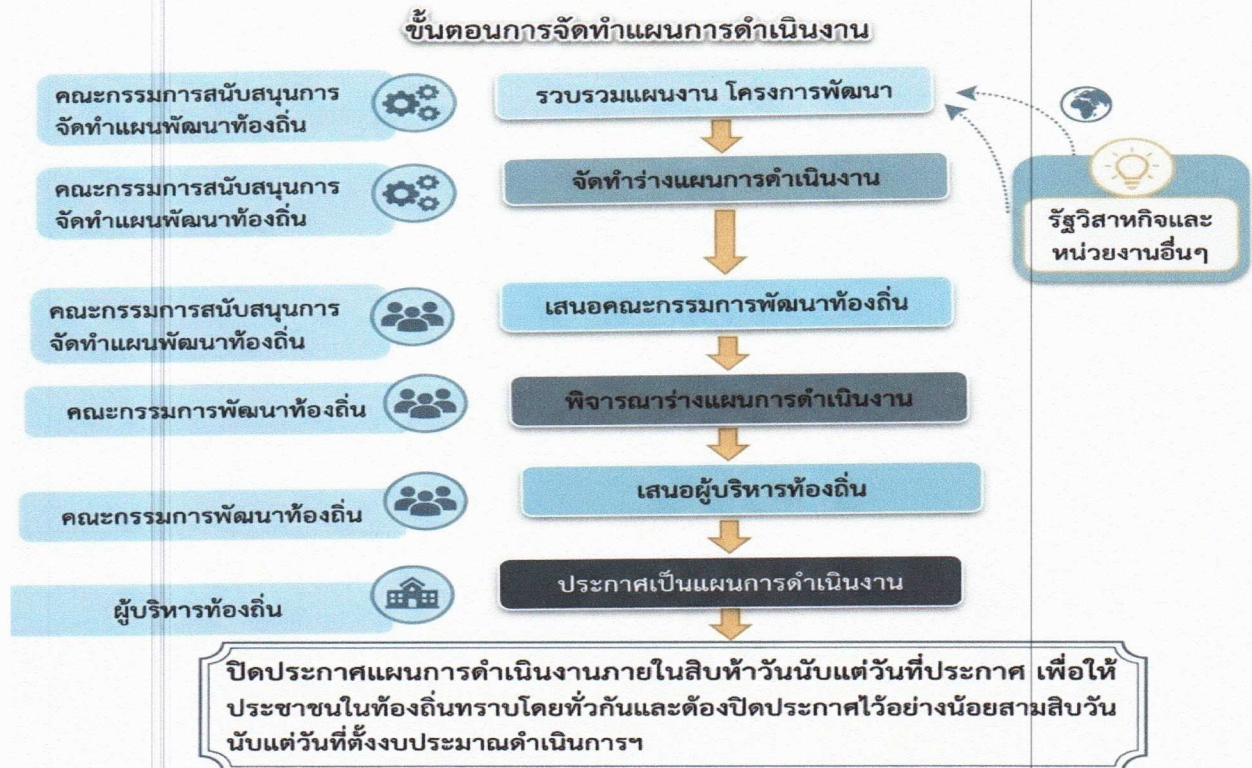 ขั้นตอนการจัดทำแผนการดำเนินงาน
คณะกรรมการสนับสนุนการ
จัดทำแผนพัฒนาท้องถิ่น
รวบรวมแผนงาน โครงการพัฒนา
คณะกรรมการสนับสนุนการ
จัดทำแผนพัฒนาท้องถิ่น
จัดทำร่างแผนการดำเนินงาน
รัฐวิสาหกิจและ
หน่วยงานอื่นๆ
คณะกรรมการสนับสนุนการ
จัดทำแผนพัฒนาท้องถิ่น
เสนอคณะกรรมการพัฒนาท้องถิ่น
คณะกรรมการพัฒนาท้องถิ่น
พิจารณาร่างแผนการดำเนินงาน
คณะกรรมการพัฒนาท้องถิ่น
เสนอผู้บริหารท้องถิ่น
ผู้บริหารท้องถิ่น
ประกาศเป็นแผนการดำเนินงาน
ปิดประกาศแผนการดำเนินงานภายในสิบห้าวันนับแต่วันที่ประกาศ เพื่อให้
ประชาชนในท้องถิ่นทราบโดยทั่วกันและต้องปิดประกาศไว้อย่างน้อยสามสิบวัน
นับแต่วันที่ตั้งงบประมาณดำเนินการฯ